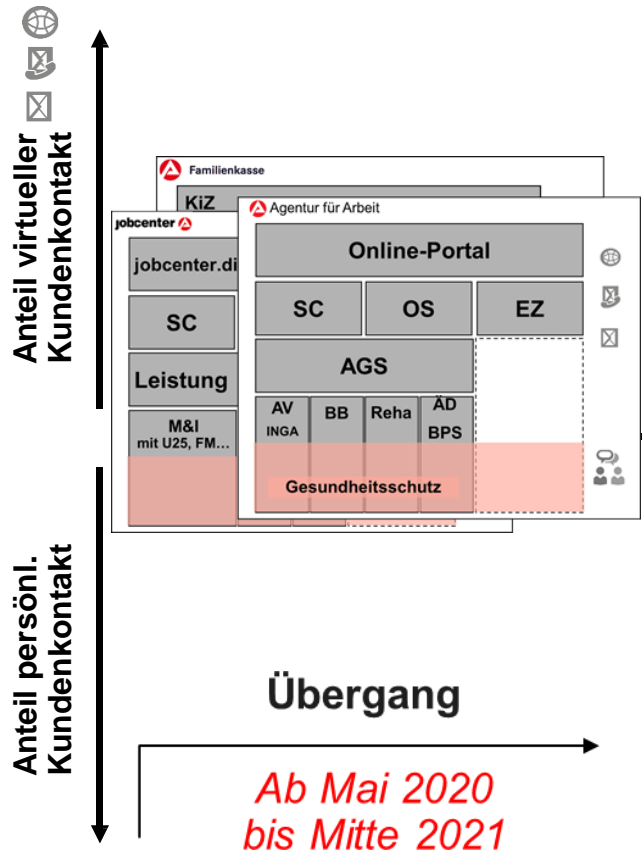 Anteil virtueller
Kundenkontakt
Familienkasse
KiZ
jobcenter
jobcenter.di
SC
Leistung
M&I
mit U25, FM...
Agentur für Arbeit
Online-Portal
SC
OS
EZ
AGS
AV
INGA
BB
Reha
ÄD
BPS
Gesundheitsschutz
Anteil persönl.
Kundenkontakt
Übergang
Ab Mai 2020
bis Mitte 2021